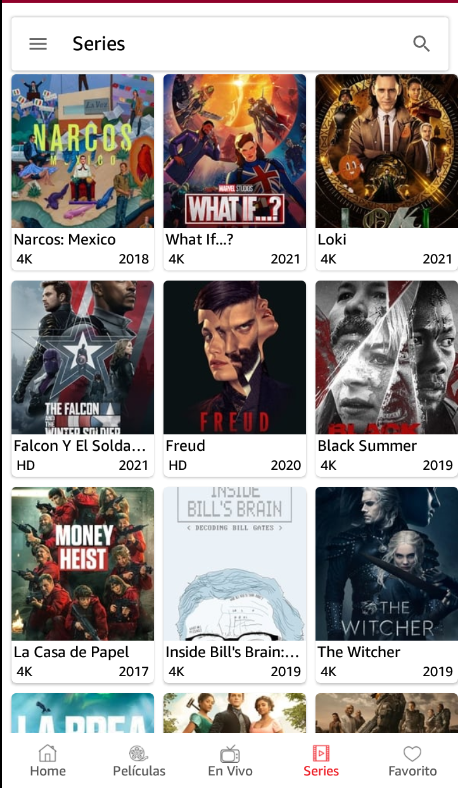 Series
NARCOS
MEXICO
MARVEL STUDIOS
WHAT IF...?
Narcos: Mexico
What If...?
Loki
4K
2018
4K
2021
4K
2021
THE FALCON
AND
THE
WINTER SOLDIER
FREUD
BLACK
Falcon Y El Solda...
Freud
Black Summer
HD
2021
HD
2020
4K
2019
MONEY
HEIST
INSIDE
BILL'S BRAIN
‹ DECODING BILL GATES ›
THE
WITCHER
La Casa de Papel
Inside Bill's Brain:...
The Witcher
4K
2017
4K
2019
4K
2019
LA BREA
Home
Películas
En Vivo
Series
Favorito